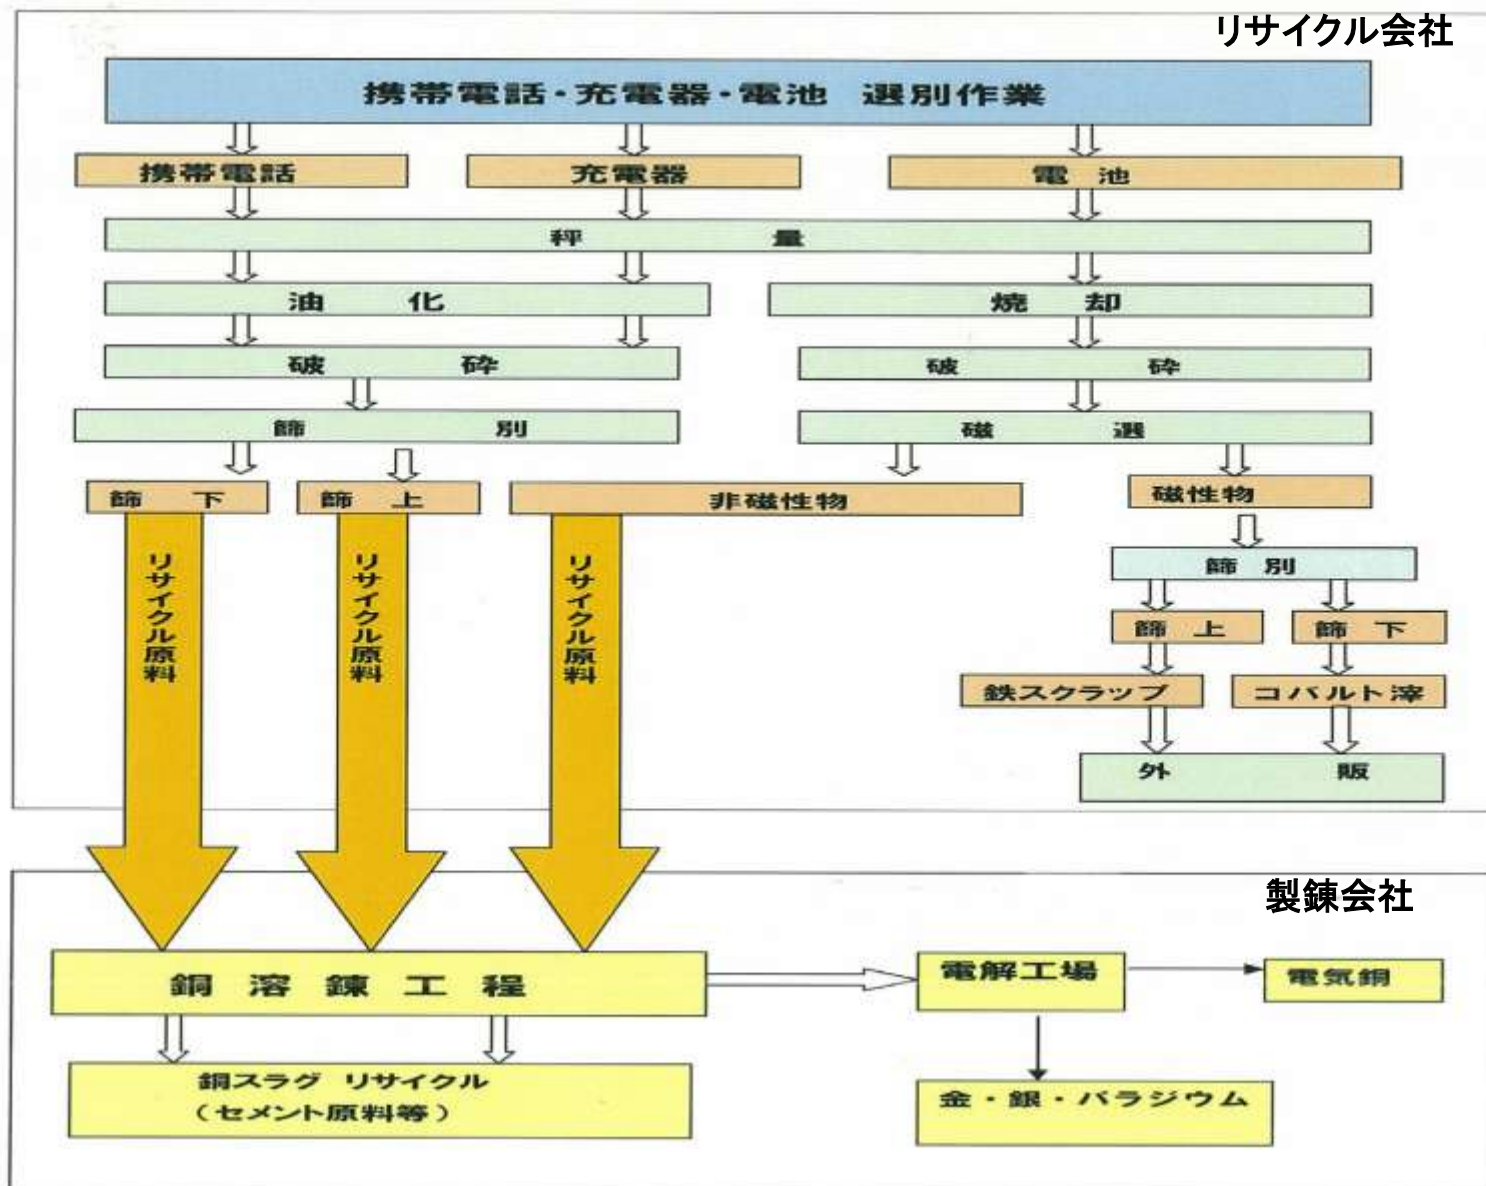 リサイクル会社
携帯電話・充電器・電池 選別作業
携帯電話
充電器
電池
秤量
油化
焼却
破砕
破砕
篩別
磁選
篩下
篩上
非磁性物
磁性物
リサイクル原料
リサイクル原料
リサイクル原料
篩別
篩上
篩下
鉄スクラップ
コバルト滓
外販
製錬会社
銅溶錬工程
電解工場
電気銅
銅スラグ リサイクル
（セメント原料等）
金・銀・パラジウム